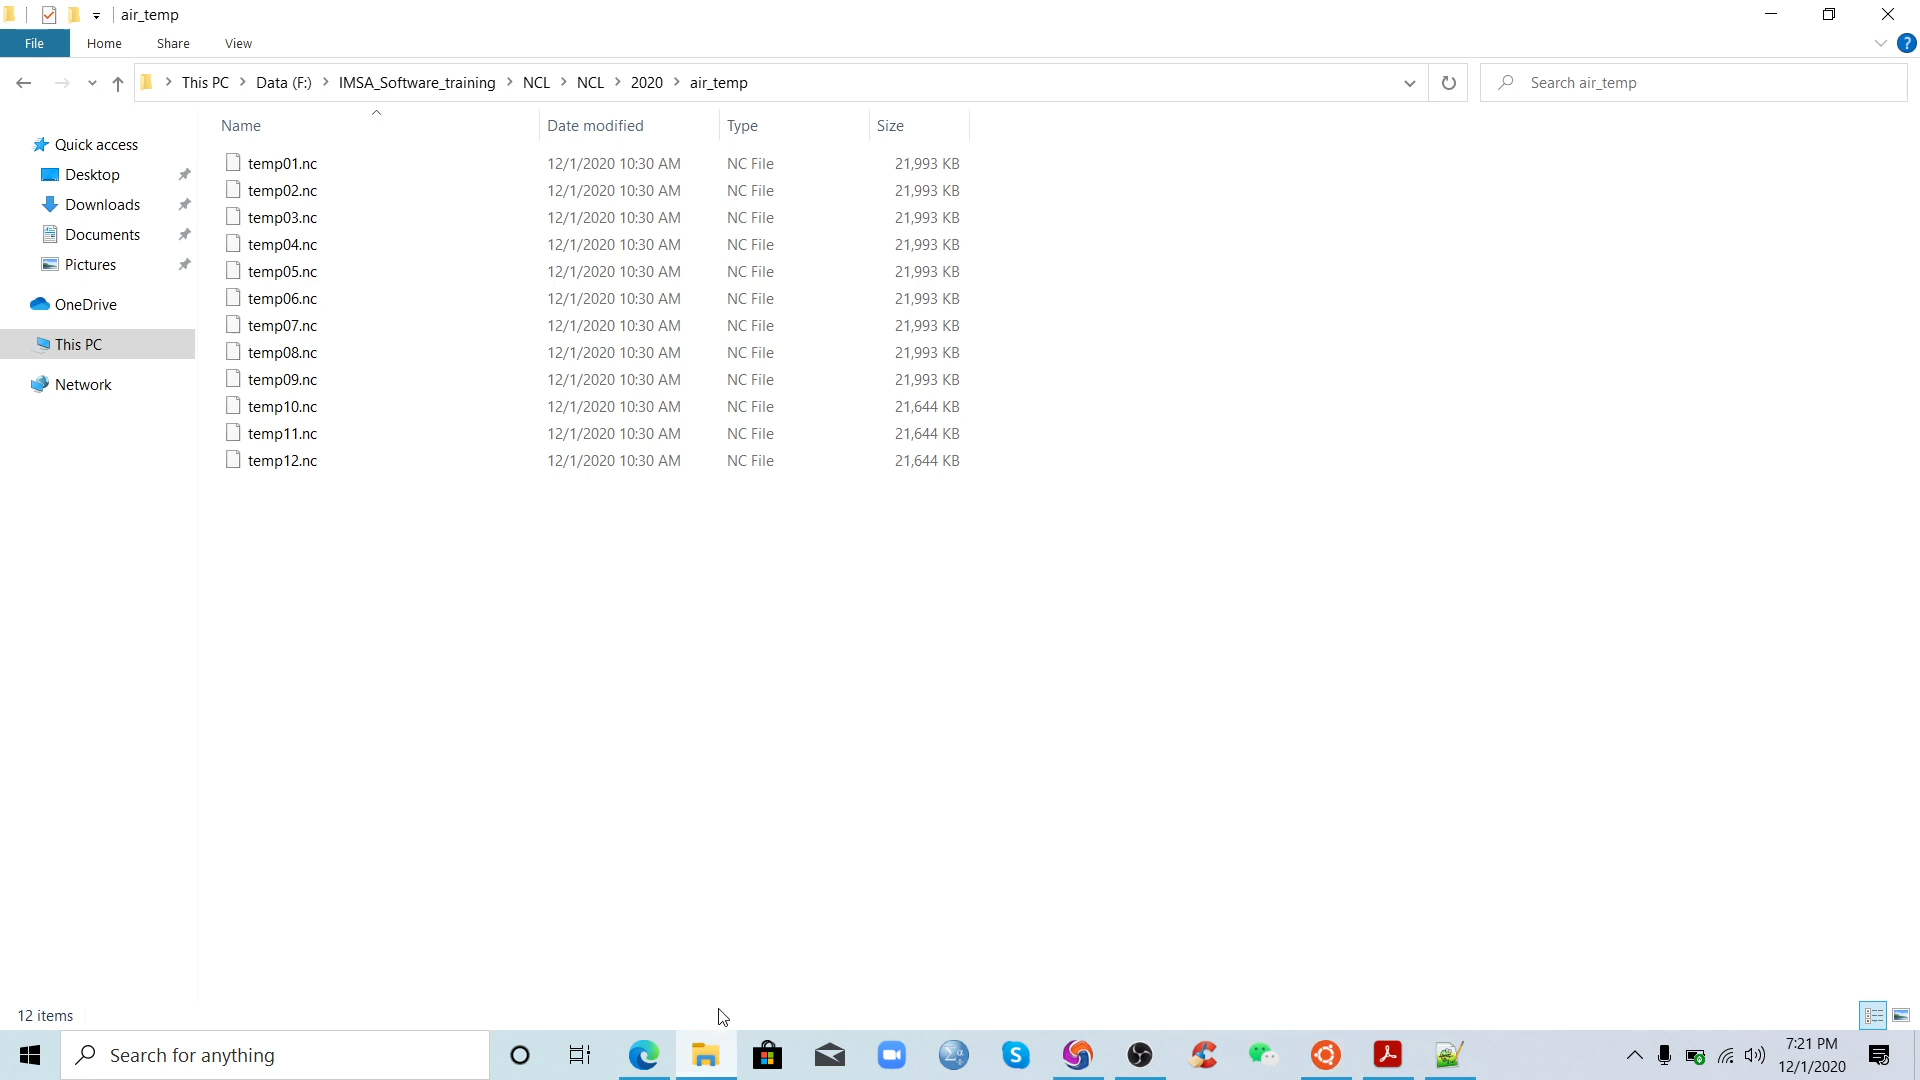 air_temp
File Home Share View
This PC > Data (F:) > IMSA_Software_training > NCL > NCL > 2020 > air_temp
Search air_temp
Quick access
Desktop
Downloads
Documents
Pictures
OneDrive
This PC
Network
Name Date modified Type Size
temp01.nc 12/1/2020 10:30 AM NC File 21,993 KB
temp02.nc 12/1/2020 10:30 AM NC File 21,993 KB
temp03.nc 12/1/2020 10:30 AM NC File 21,993 KB
temp04.nc 12/1/2020 10:30 AM NC File 21,993 KB
temp05.nc 12/1/2020 10:30 AM NC File 21,993 KB
temp06.nc 12/1/2020 10:30 AM NC File 21,993 KB
temp07.nc 12/1/2020 10:30 AM NC File 21,993 KB
temp08.nc 12/1/2020 10:30 AM NC File 21,993 KB
temp09.nc 12/1/2020 10:30 AM NC File 21,993 KB
temp10.nc 12/1/2020 10:30 AM NC File 21,644 KB
temp11.nc 12/1/2020 10:30 AM NC File 21,644 KB
temp12.nc 12/1/2020 10:30 AM NC File 21,644 KB
12 items
Search for anything
7:21 PM
12/1/2020